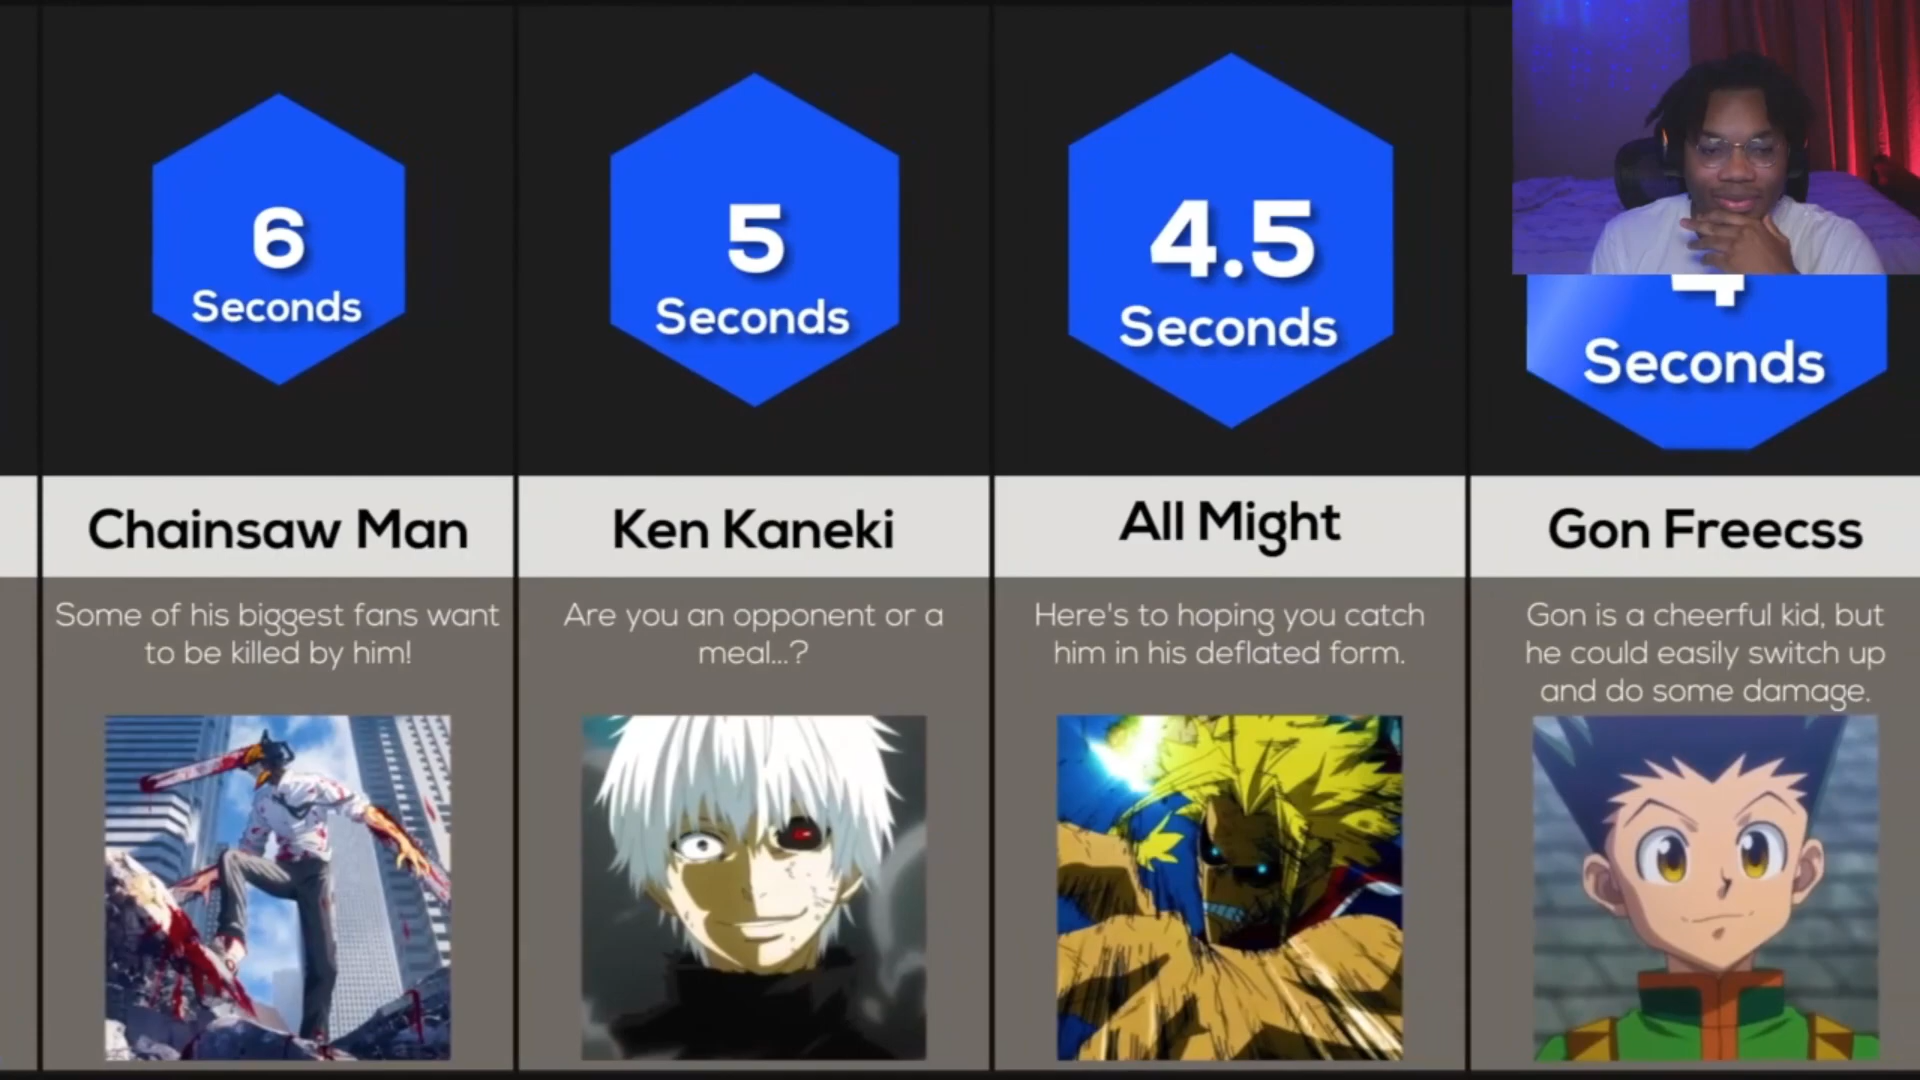 6
Seconds
Chainsaw Man
Some of his biggest fans want
to be killed by him!
5
Seconds
Ken Kaneki
Are you an opponent or a
meal...?
4.5
Seconds
All Might
Here's to hoping you catch
him in his deflated form.
4
Seconds
Gon Freecss
Gon is a cheerful kid, but
he could easily switch up
and do some damage.